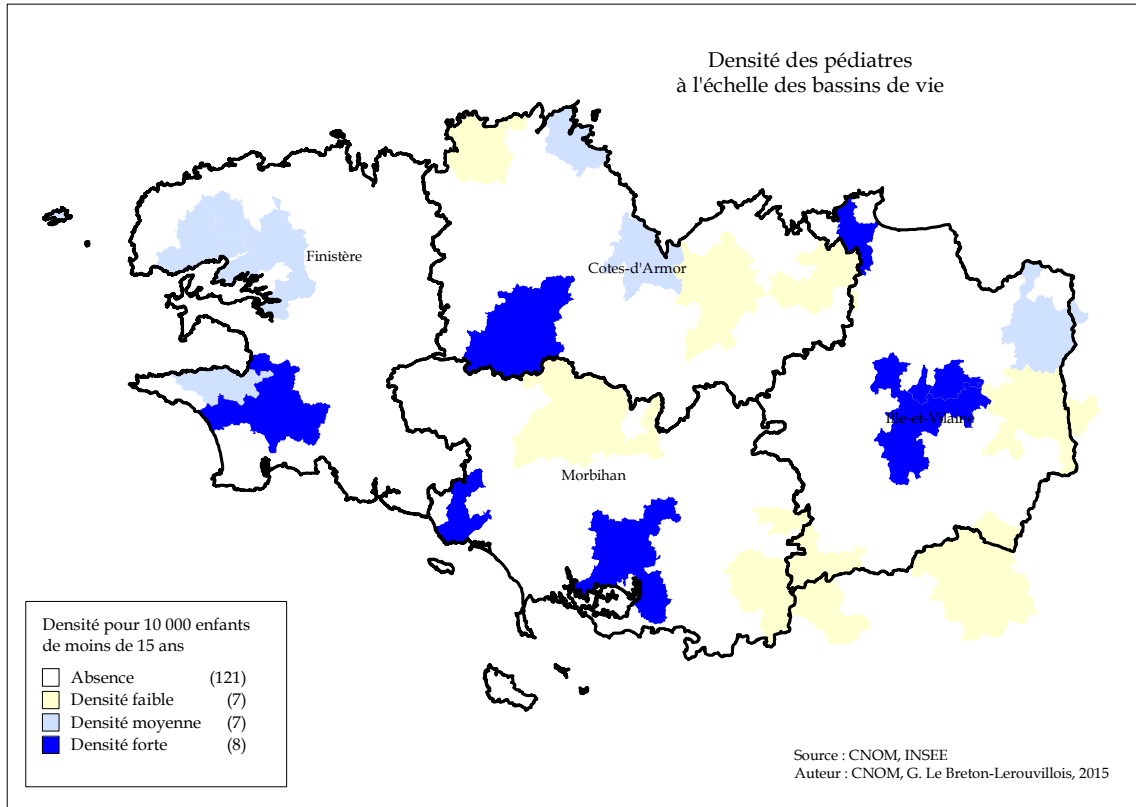 Densité des pédiatres
à l'échelle des bassins de vie
Finistère
Cotes-d'Armor
Ille-et-Vilaine
Morbihan
Densité pour 10 000 enfants
de moins de 15 ans
Absence (121)
Densité faible (7)
Densité moyenne (7)
Densité forte (8)
Source : CNOM, INSEE
Auteur : CNOM, G. Le Breton-Lerouvillois, 2015